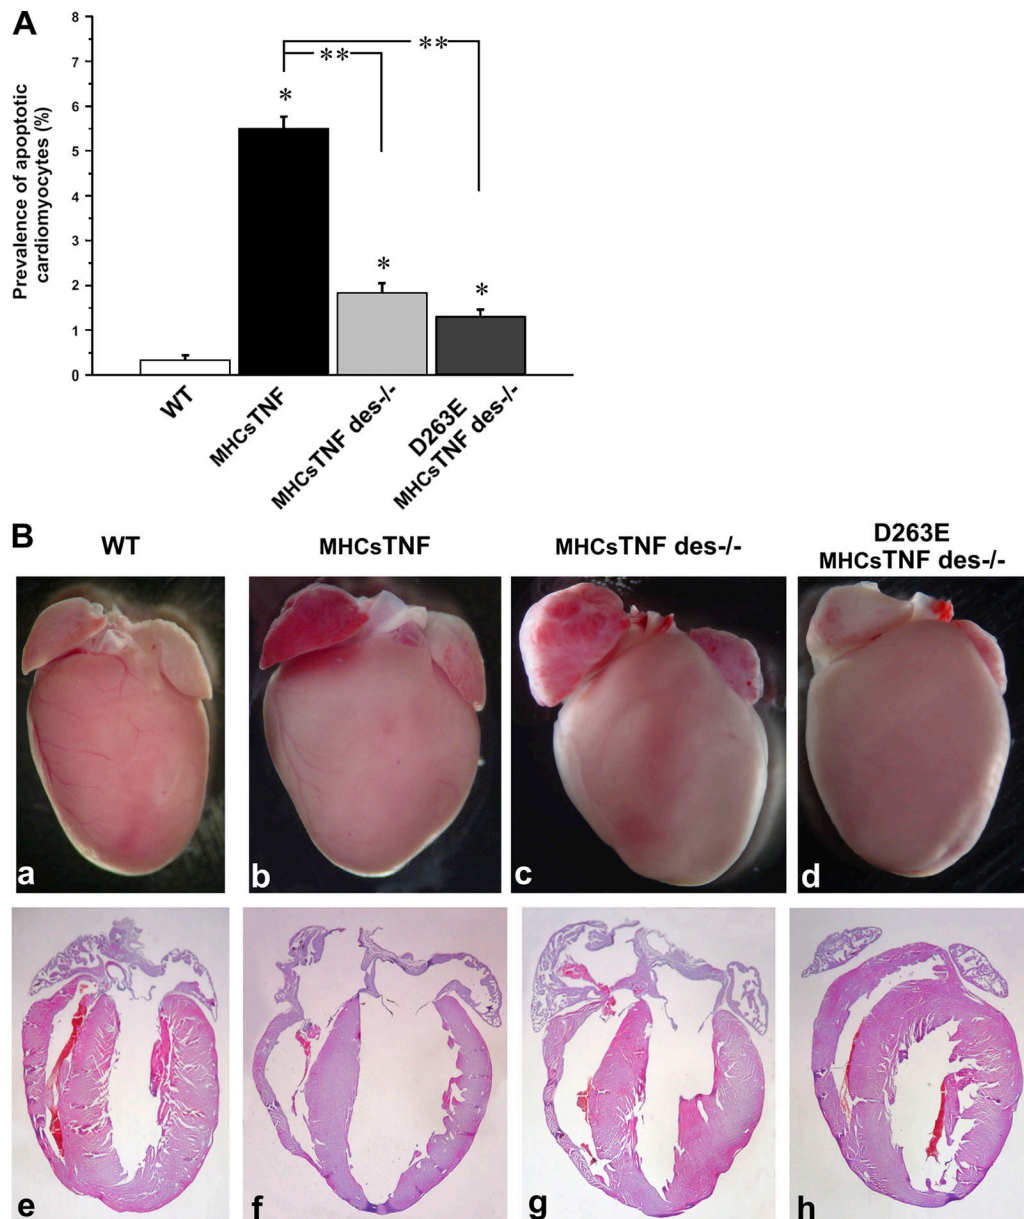 A
8
7
6
5
4
3
2
1
0
Prevalence of apoptotic
cardiomyocytes (%)
**
**
*
*
*
WT
MHCsTNF
MHCsTNF des-/-
D263E
MHCsTNF des-/-
B
WT
MHCsTNF
MHCsTNF des-/-
D263E
MHCsTNF des-/-
a
b
c
d
e
f
g
h